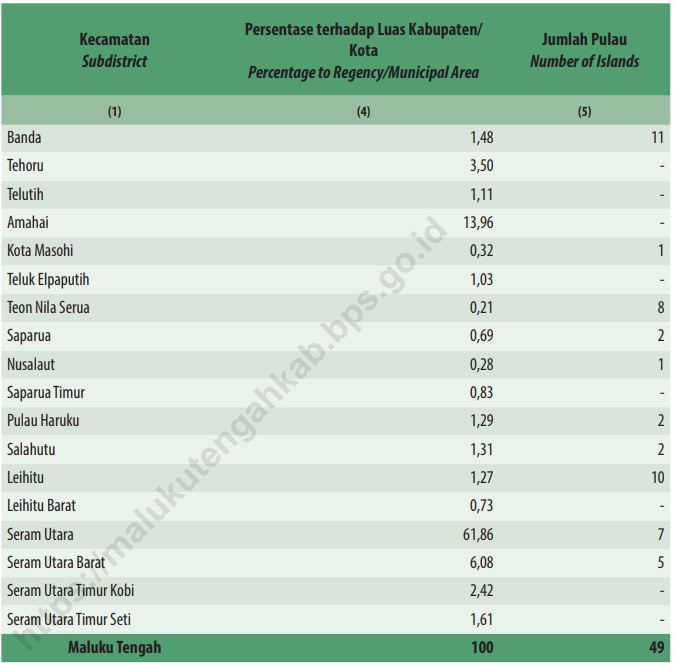 Kecamatan
Subdistrict
Persentase terhadap Luas Kabupaten/
Kota
Percentage to Regency/Municipal Area
Jumlah Pulau
Number of Islands
(1) (4) (5)
Banda 1,48 11
Tehoru 3,50 -
Telutih 1,11 -
Amahai 13,96 -
Kota Masohi 0,32 1
Teluk Elpaputih 1,03 -
Teon Nila Serua 0,21 8
Saparua 0,69 2
Nusalaut 0,28 1
Saparua Timur 0,83 -
Pulau Haruku 1,29 2
Salahutu 1,31 2
Leihitu 1,27 10
Leihitu Barat 0,73 -
Seram Utara 61,86 7
Seram Utara Barat 6,08 5
Seram Utara Timur Kobi 2,42 -
Seram Utara Timur Seti 1,61 -
Maluku Tengah 100 49
https://malukutengahkab.bps.go.id